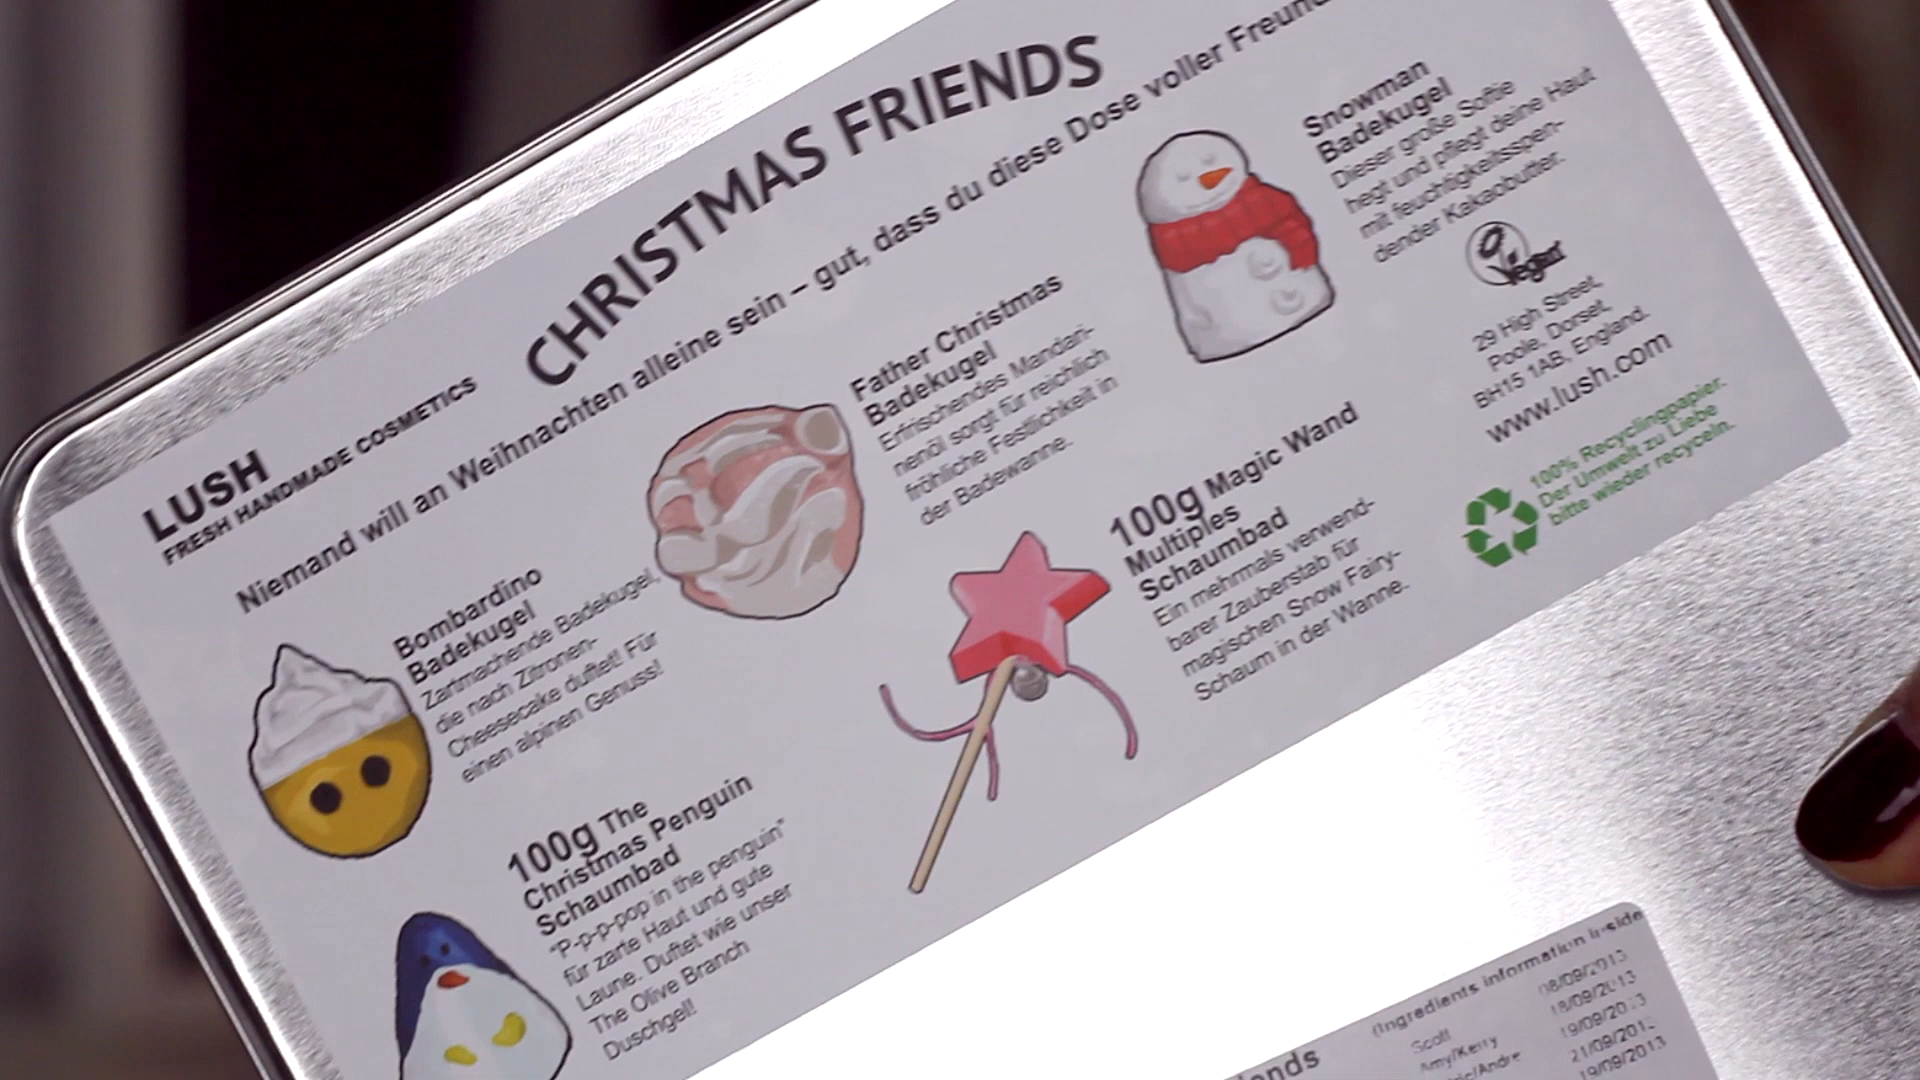 CHRISTMAS FRIENDS
LUSH
FRESH HANDMADE COSMETICS
Niemand will an Weihnachten alleine sein – gut, dass du diese Dose voller
Bombardino
Badekugel
Zartmachende Badekugel,
die nach Zitronen-
Cheesecake duftet! Für
einen alpinen Genuss!
100g The
Christmas Penguin
Schaumbad
"P-p-p-pop in the penguin"
für zarte Haut und gute
Laune. Duftet wie unser
The Olive Branch
Duschgel!
Father Christmas
Badekugel
Erfrischendes Mandari-
nenöl sorgt für reichlich
fröhliche Festlichkeit in
der Badewanne.
100g Magic Wand
Multiples
Schaumbad
Ein mehrmals verwend-
barer Zauberstab für
magischen Snow Fairy-
Schaum in der Wanne.
Snowman
Badekugel
Dieser große Softie
hegt und pflegt deine Haut
mit feuchtigkeitsspen-
dender Kakaobutter.
Vegan
29 High Street,
Poole, Dorset,
BH15 1AB, England.
www.lush.com
100% Recyclingpapier.
Der Umwelt zu Liebe
bitte wieder recyceln.
(Ingredients information inside
Scott 08/09/2013
Amy/Kerry 18/09/2013
19/09/2013
21/09/2013
19/09/2013